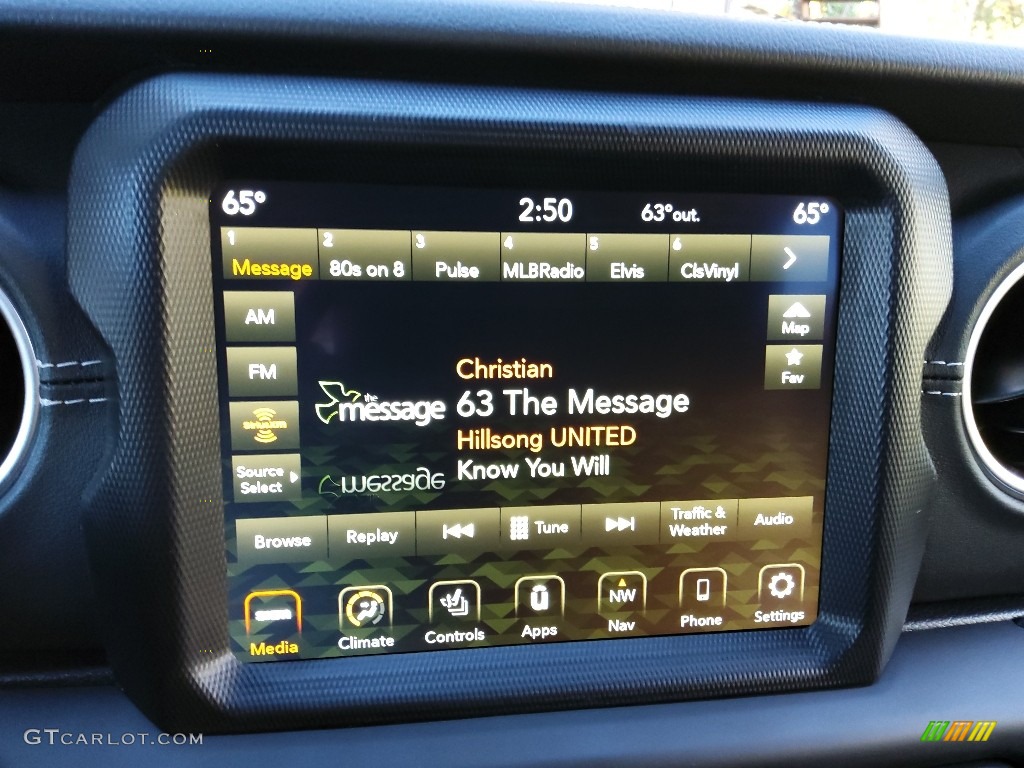 65° 2:50 63°out. 65°
1 2 3 4 5 6
Message 80s on 8 Pulse MLBRadio Elvis ClsVinyl
AM
Map
FM
Fav
Christian
the
message 63 The Message
SiriusXM
Hillsong UNITED
Source
Select
Know You Will
message
Browse Replay Tune Traffic &
Weather Audio
NW
Media Climate Controls Apps Nav Phone Settings
GTCARLOT.COM